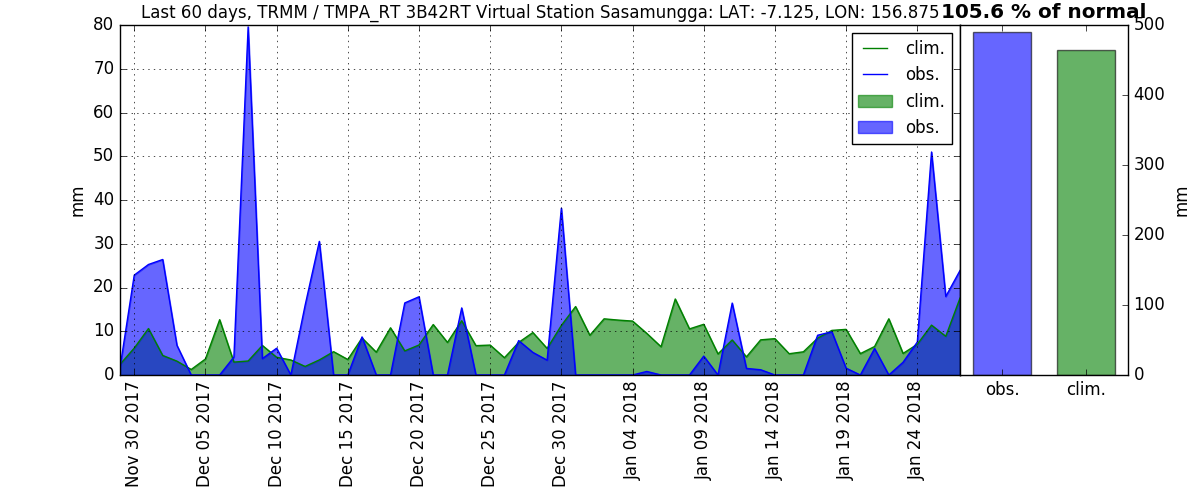 Last 60 days, TRMM / TMPA_RT 3B42RT Virtual Station Sasamungga: LAT: -7.125, LON: 156.875
105.6 % of normal
80
70
60
50
40
30
20
10
0
mm
clim.
obs.
clim.
obs.
500
400
300
200
100
0
mm
obs.
clim.
Nov 30 2017
Dec 05 2017
Dec 10 2017
Dec 15 2017
Dec 20 2017
Dec 25 2017
Dec 30 2017
Jan 04 2018
Jan 09 2018
Jan 14 2018
Jan 19 2018
Jan 24 2018